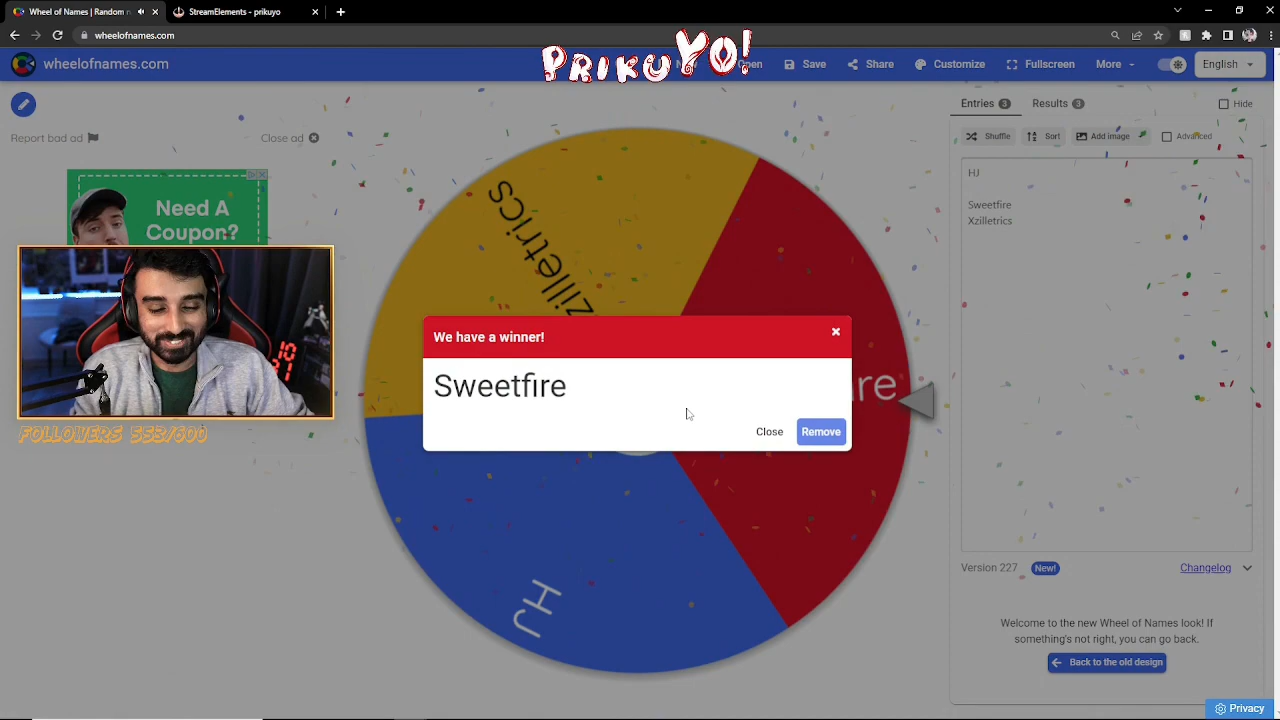 Wheel of Names | Random n
StreamElements - prikuyo
wheelofnames.com
PRIKUYO!
wheelofnames.com
Save
Share
Customize
Fullscreen
More
English
Report bad ad
Close ad
Need A
Coupon?
Entries 3
Results 3
Hide
Shuffle
Sort
Add image
Advanced
HJ
Sweetfire
Xzilletrics
We have a winner!
Sweetfire
Close
Remove
HJ
10
FOLLOWERS 553/600
Version 227
New!
Changelog
Welcome to the new Wheel of Names look! If
something's not right, you can go back.
Back to the old design
Privacy